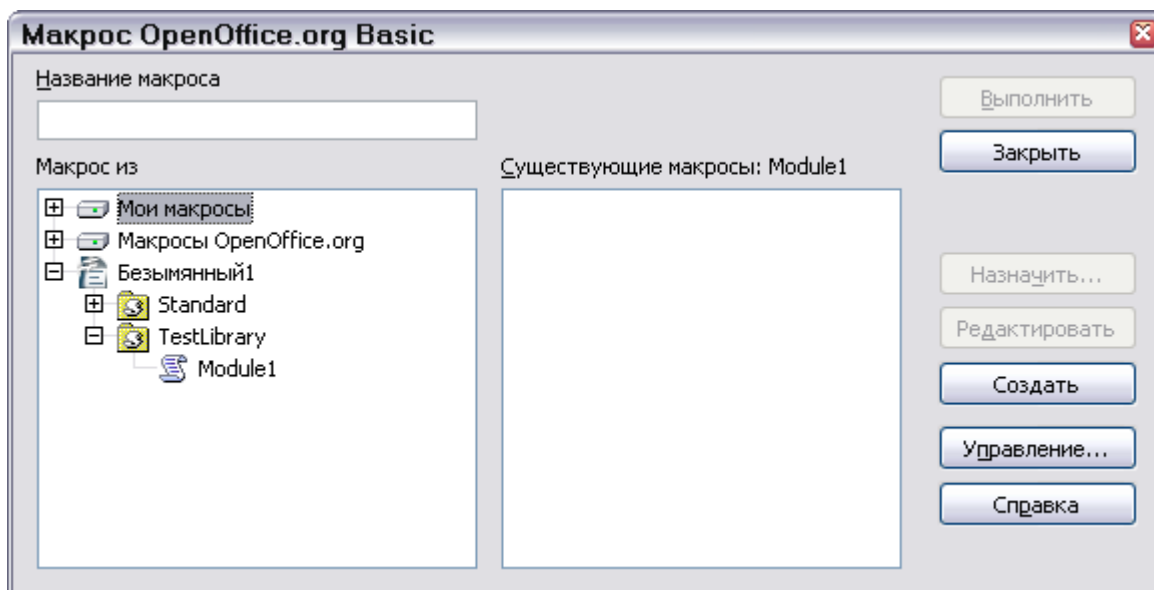 Макрос OpenOffice.org Basic
Название макроса
Макрос из
Мои макросы
Макросы OpenOffice.org
Безымянный1
Standard
TestLibrary
Module1
Существующие макросы: Module1
Выполнить
Закрыть
Назначить...
Редактировать
Создать
Управление...
Справка